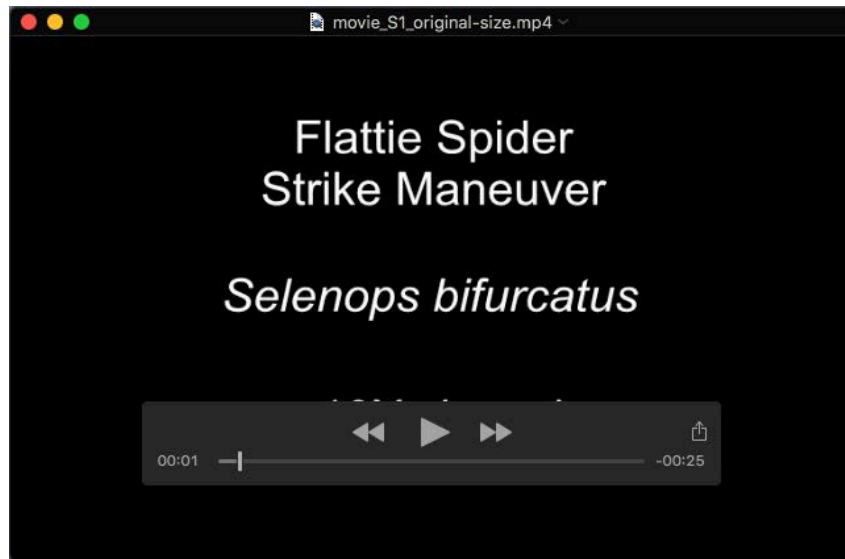 movie_S1_original-size.mp4
Flattie Spider
Strike Maneuver
Selenops bifurcatus
00:01 -00:25